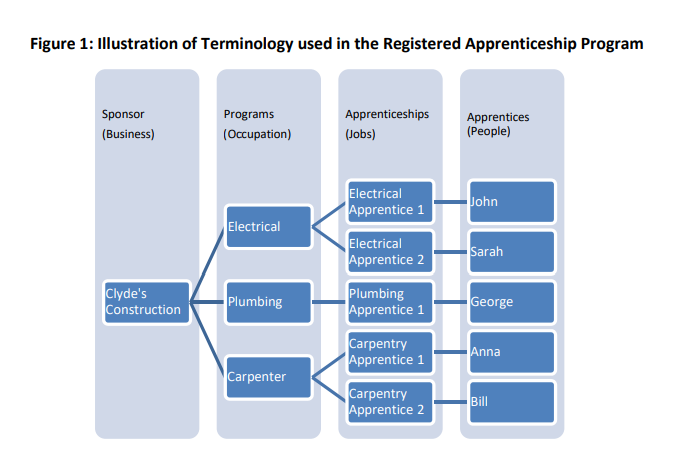 Figure 1: Illustration of Terminology used in the Registered Apprenticeship Program
Sponsor
(Business)
Programs
(Occupation)
Apprenticeships
(Jobs)
Apprentices
(People)
Clyde's
Construction
Electrical
Plumbing
Carpenter
Electrical
Apprentice 1
Electrical
Apprentice 2
Plumbing
Apprentice 1
Carpentry
Apprentice 1
Carpentry
Apprentice 2
John
Sarah
George
Anna
Bill